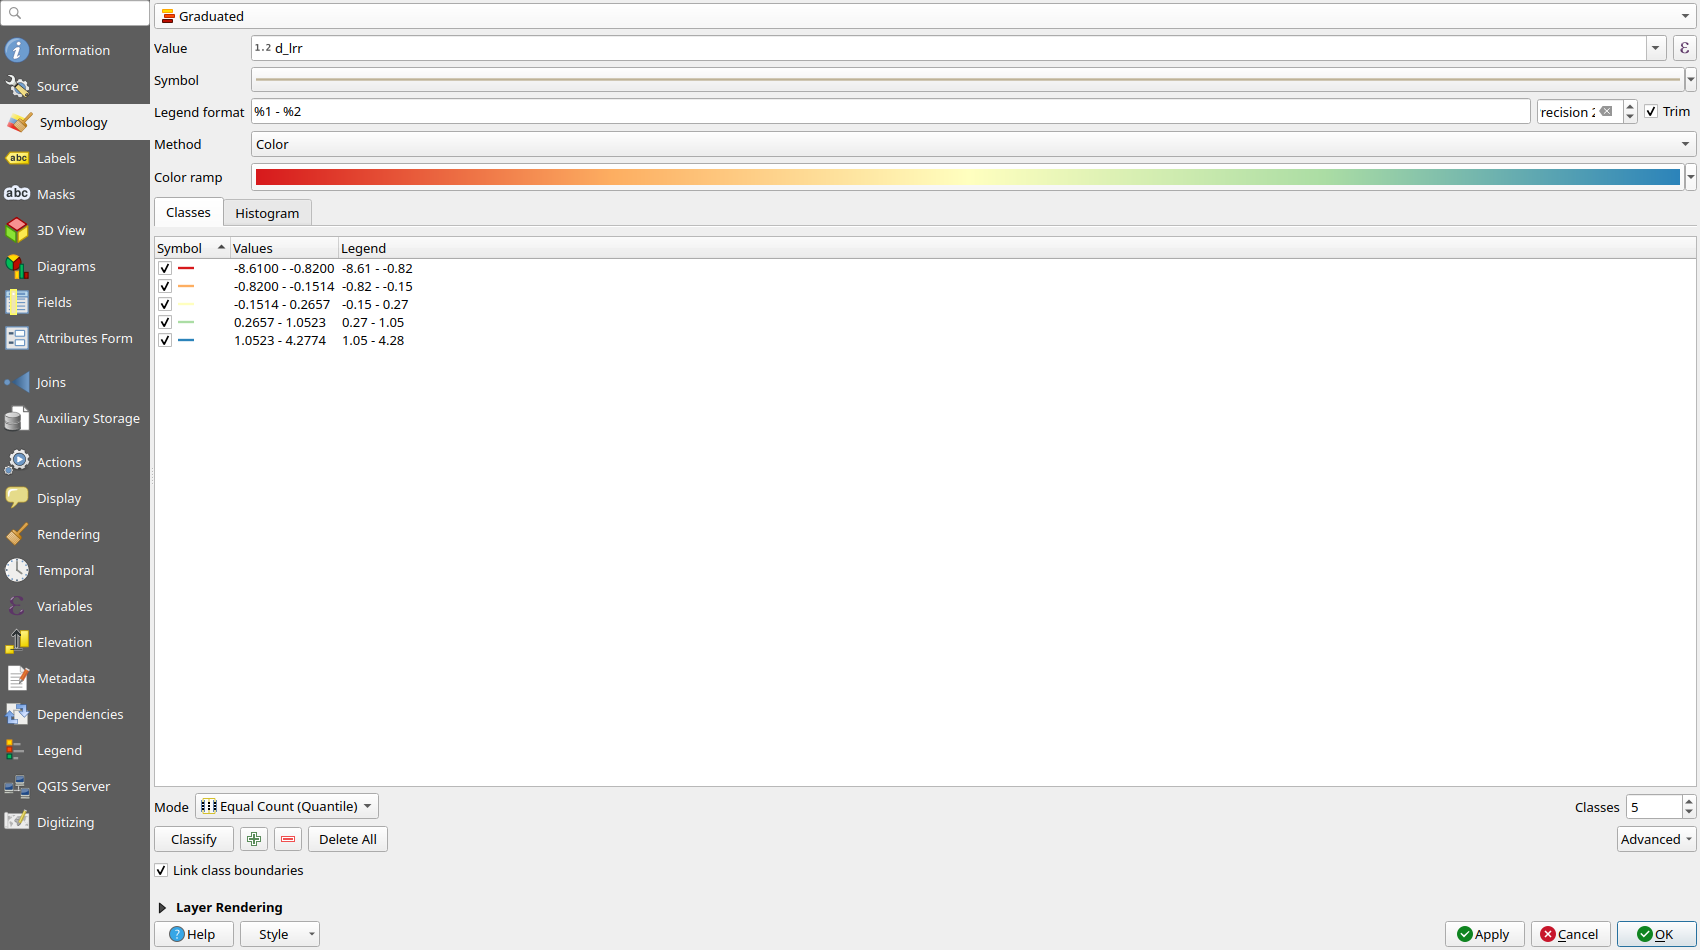 Graduated
Information
Source
Symbology
Labels
abc
Masks
abc
3D View
Diagrams
Fields
Attributes Form
Joins
Auxiliary Storage
Actions
Display
Rendering
Temporal
Variables
Elevation
Metadata
Dependencies
Legend
QGIS Server
Digitizing
Value 1.2 d_lrr ε
Symbol
Legend format %1 - %2 recision Trim
Method Color
Color ramp
Classes Histogram
Symbol Values Legend
-8.6100 - -0.8200 -8.61 - -0.82
-0.8200 - -0.1514 -0.82 - -0.15
-0.1514 - 0.2657 -0.15 - 0.27
0.2657 - 1.0523 0.27 - 1.05
1.0523 - 4.2774 1.05 - 4.28
Mode Equal Count (Quantile) Classes 5
Classify Delete All Advanced
Link class boundaries
Layer Rendering
Help Style Apply Cancel OK